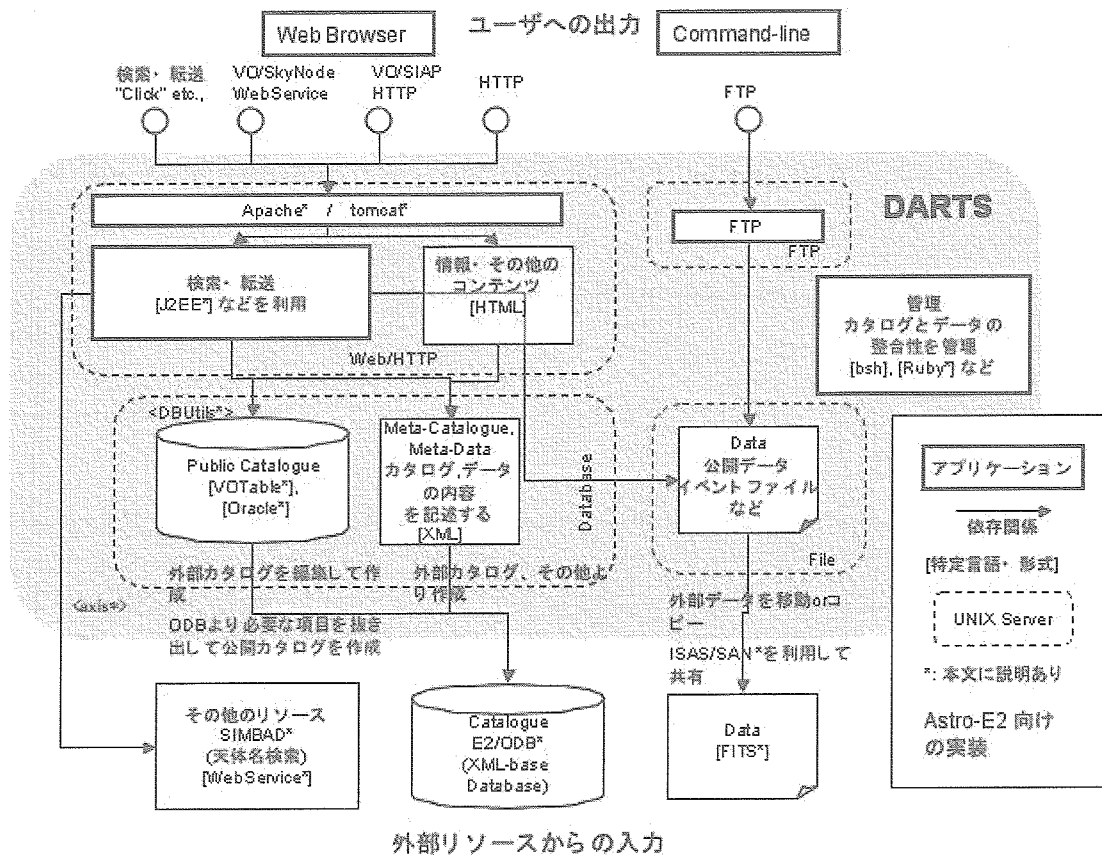 ユーザへの出力
Web Browser
Command-line
検索・転送
"Click" etc.,
VO/SkyNode
WebService
VO/SIAP
HTTP
HTTP
FTP
DARTS
Apache* / tomcat*
FTP
FTP
検索・転送
[J2EE*] などを利用
情報・その他の
コンテンツ
[HTML]
Web/HTTP
管理
カタログとデータの
整合性を管理
[bsh], [Ruby*] など
<DBUtils*>
Public Catalogue
[VOTable*],
[Oracle*]
Meta-Catalogue,
Meta-Data
カタログ,データ
の内容
を記述する
[XML]
Database
Data
公開データ
イベントファイル
など
File
アプリケーション
依存関係
[特定言語・形式]
UNIX Server
*: 本文に説明あり
Astro-E2 向け
の実装
外部カタログを編集して作
成
外部カタログ、その他よ
り作成
<axis*>
ODBより必要な項目を抜き
出して公開カタログを作成
外部データを移動orコ
ピー
ISAS/SAN*を利用して
共有
その他のリソース
SIMBAD*
(天体名検索)
[WebService*]
Catalogue
E2/ODB*
(XML-base
Database)
Data
[FITS*]
外部リソースからの入力